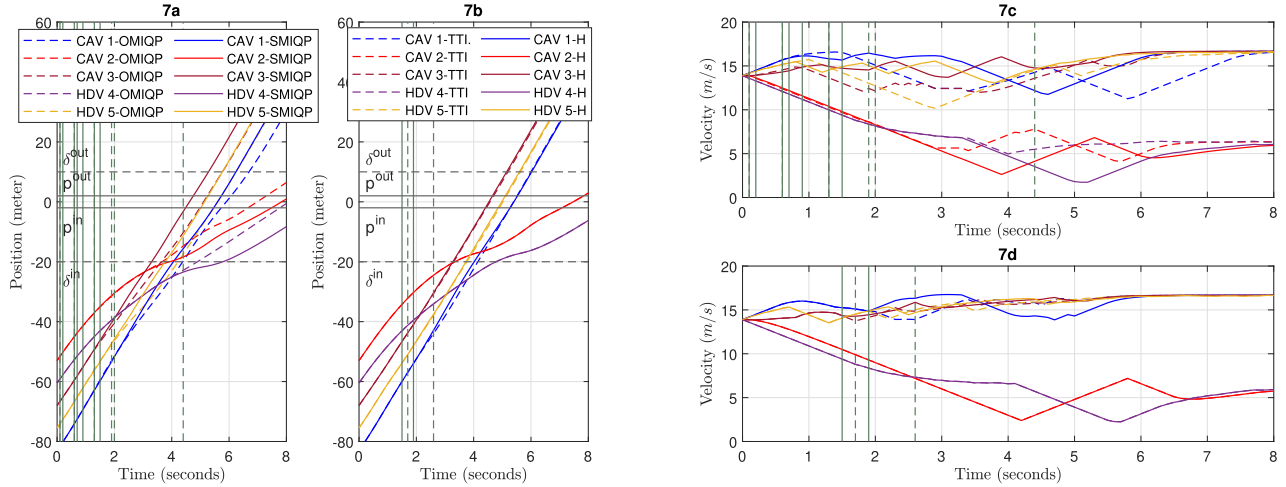 7a
60
CAV 1-OMIQP
CAV 1-SMIQP
CAV 2-OMIQP
CAV 2-SMIQP
CAV 3-OMIQP
CAV 3-SMIQP
HDV 4-OMIQP
HDV 4-SMIQP
HDV 5-OMIQP
HDV 5-SMIQP
20
δout
pout
0
pin
-20
δin
-40
-60
-80
0 2 4 6 8
Position (meter)
Time (seconds)
7b
60
CAV 1-TTI.
CAV 1-H
CAV 2-TTI
CAV 2-H
40
CAV 3-TTI
CAV 3-H
HDV 4-TTI
HDV 4-H
HDV 5-TTI
HDV 5-H
20
δout
pout
0
pin
-20
δin
-40
-60
-80
0 2 4 6 8
Position (meter)
Time (seconds)
7c
20
15
10
5
0
0 1 2 3 4 5 6 7 8
Velocity (m/s)
Time (seconds)
7d
20
15
10
5
0
0 1 2 3 4 5 6 7 8
Velocity (m/s)
Time (seconds)